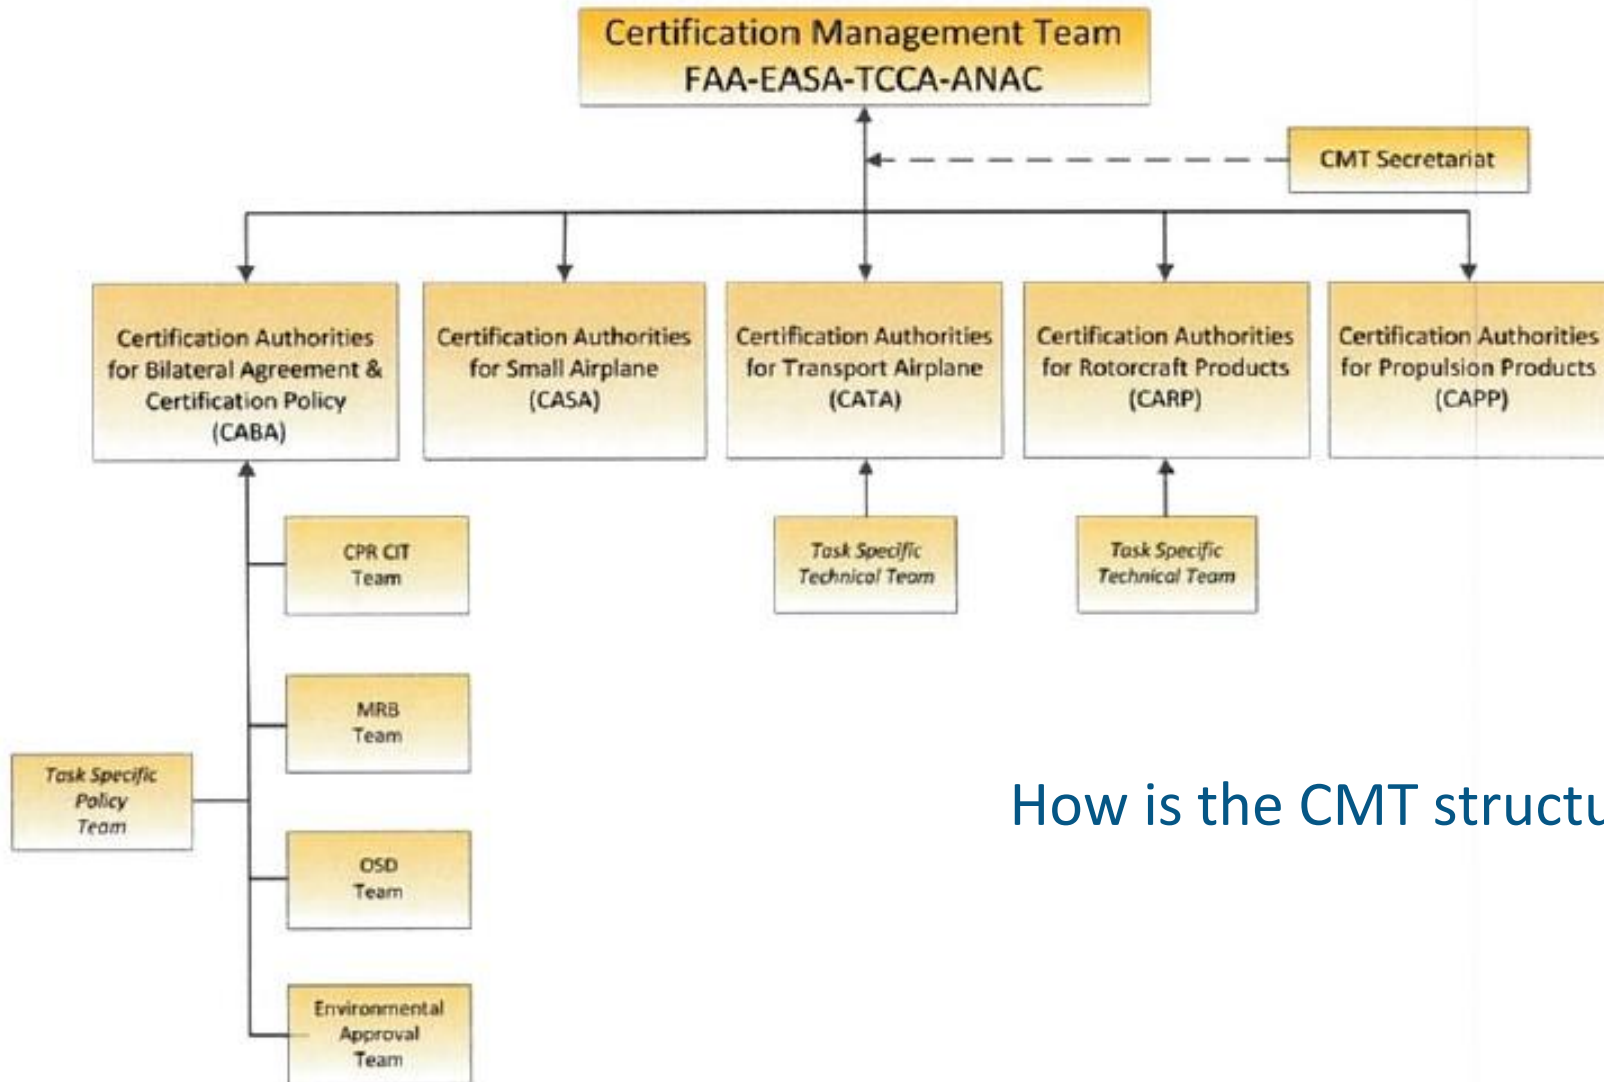 Certification Management Team
FAA-EASA-TCCA-ANAC
CMT Secretariat
Certification Authorities
for Bilateral Agreement &
Certification Policy
(CABA)
Certification Authorities
for Small Airplane
(CASA)
Certification Authorities
for Transport Airplane
(CATA)
Certification Authorities
for Rotorcraft Products
(CARP)
Certification Authorities
for Propulsion Products
(CAPP)
CPR CIT
Team
Task Specific
Technical Team
Task Specific
Technical Team
MRB
Team
Task Specific
Policy
Team
How is the CMT structu
OSD
Team
Environmental
Approval
Team